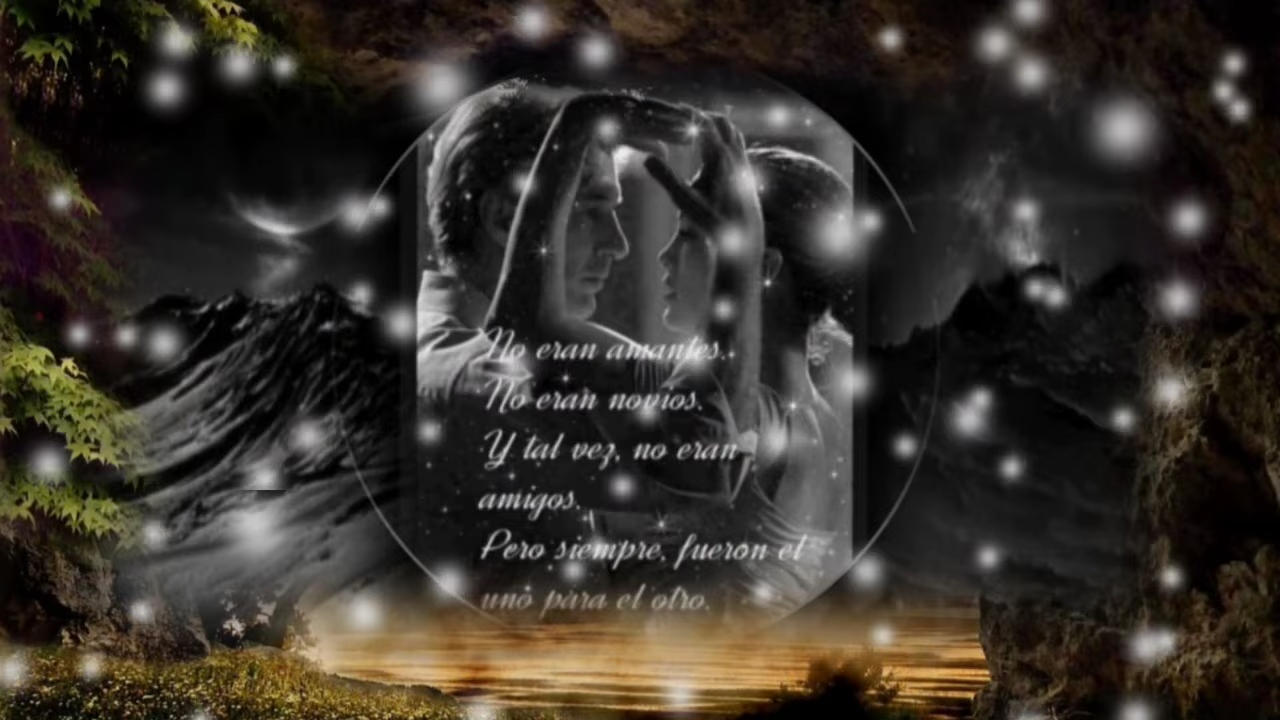 No eran amantes.
No eran novios.
Y tal vez, no eran
amigos.
Pero siempre, fueron el
uno para el otro.